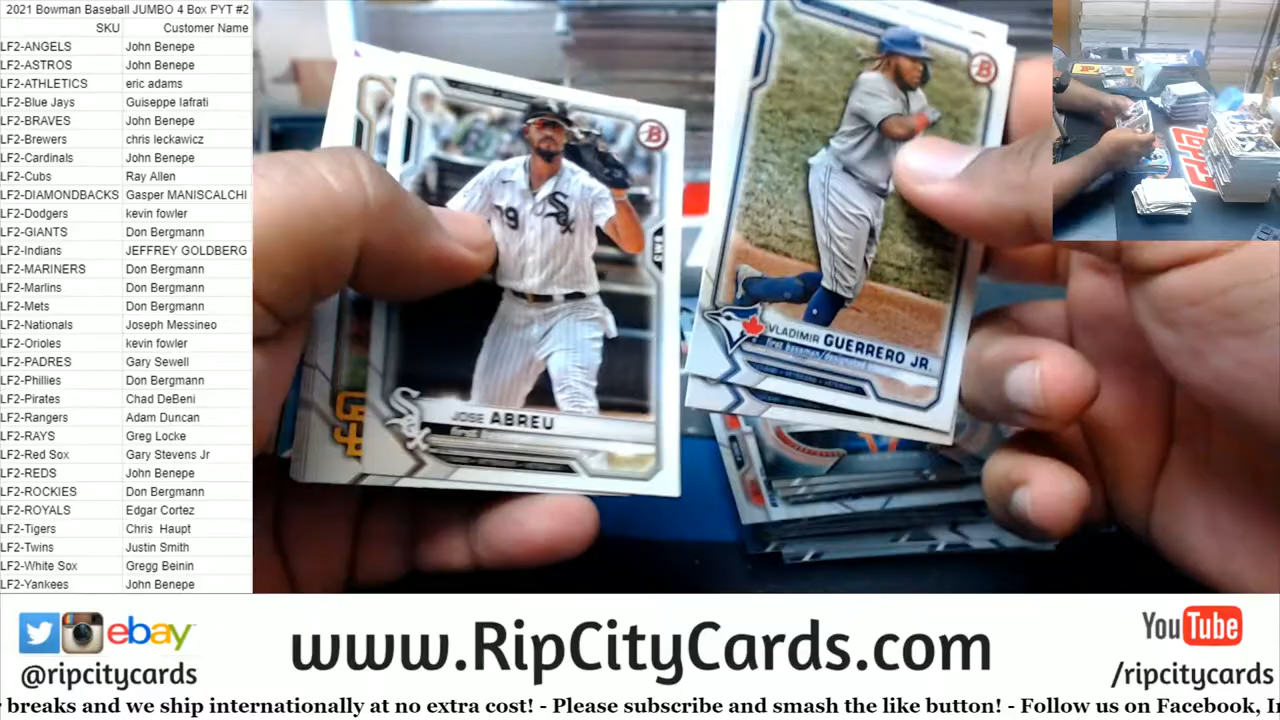 2021 Bowman Baseball JUMBO 4 Box PYT #2
SKU Customer Name
LF2-ANGELS John Benepe
LF2-ASTROS John Benepe
LF2-ATHLETICS eric adams
LF2-Blue Jays Guiseppe Iafrati
LF2-BRAVES John Benepe
LF2-Brewers chris leckawicz
LF2-Cardinals John Benepe
LF2-Cubs Ray Allen
LF2-DIAMONDBACKS Gasper MANISCALCHI
LF2-Dodgers kevin fowler
LF2-GIANTS Don Bergmann
LF2-Indians JEFFREY GOLDBERG
LF2-MARINERS Don Bergmann
LF2-Marlins Don Bergmann
LF2-Mets Don Bergmann
LF2-Nationals Joseph Messineo
LF2-Orioles kevin fowler
LF2-PADRES Gary Sewell
LF2-Phillies Don Bergmann
LF2-Pirates Chad DeBeni
LF2-Rangers Adam Duncan
LF2-RAYS Greg Locke
LF2-Red Sox Gary Stevens Jr
LF2-REDS John Benepe
LF2-ROCKIES Don Bergmann
LF2-ROYALS Edgar Cortez
LF2-Tigers Chris Haupt
LF2-Twins Justin Smith
LF2-White Sox Gregg Beinin
LF2-Yankees John Benepe
B
Sox
CWS
Sox
JOSE ABREU
B
VLADIMIR GUERRERO JR.
TOPPS
ebay
@ripcitycards
www.RipCityCards.com
YouTube
/ripcitycards
r breaks and we ship internationally at no extra cost! - Please subscribe and smash the like button! - Follow us on Facebook, I